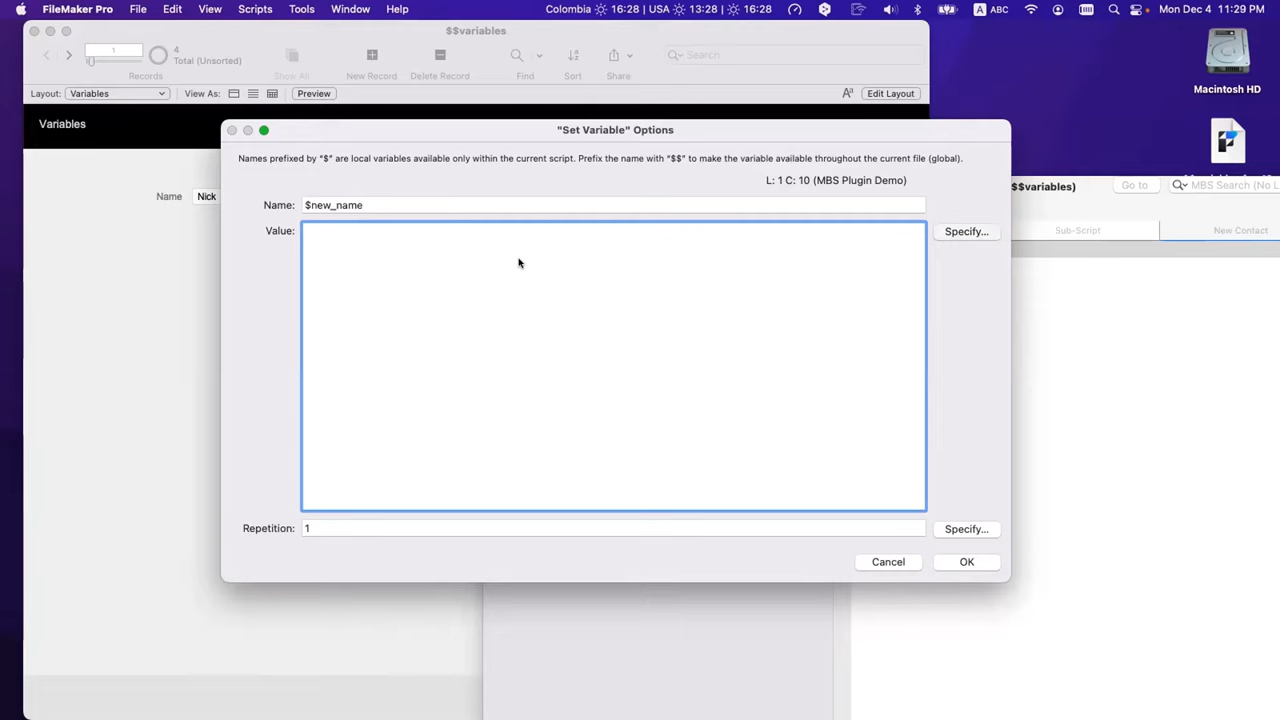 FileMaker Pro File Edit View Scripts Tools Window Help Colombia 16:28 | USA 13:28 | 16:28 A ABC Mon Dec 4 11:29 PM
$$variables
1
4
Total (Unsorted)
Records
Show All
New Record
Delete Record
Find
Sort
Share
Search
Layout: Variables View As: Preview Aª Edit Layout
Macintosh HD
Variables
"Set Variable" Options
Names prefixed by "$" are local variables available only within the current script. Prefix the name with "$$" to make the variable available throughout the current file (global).
L: 1 C: 10 (MBS Plugin Demo)
$$variables) Go to MBS Search (No L
Name Nick
Name: $new_name
Value: Specify...
Sub-Script New Contact
Repetition: 1 Specify...
Cancel OK